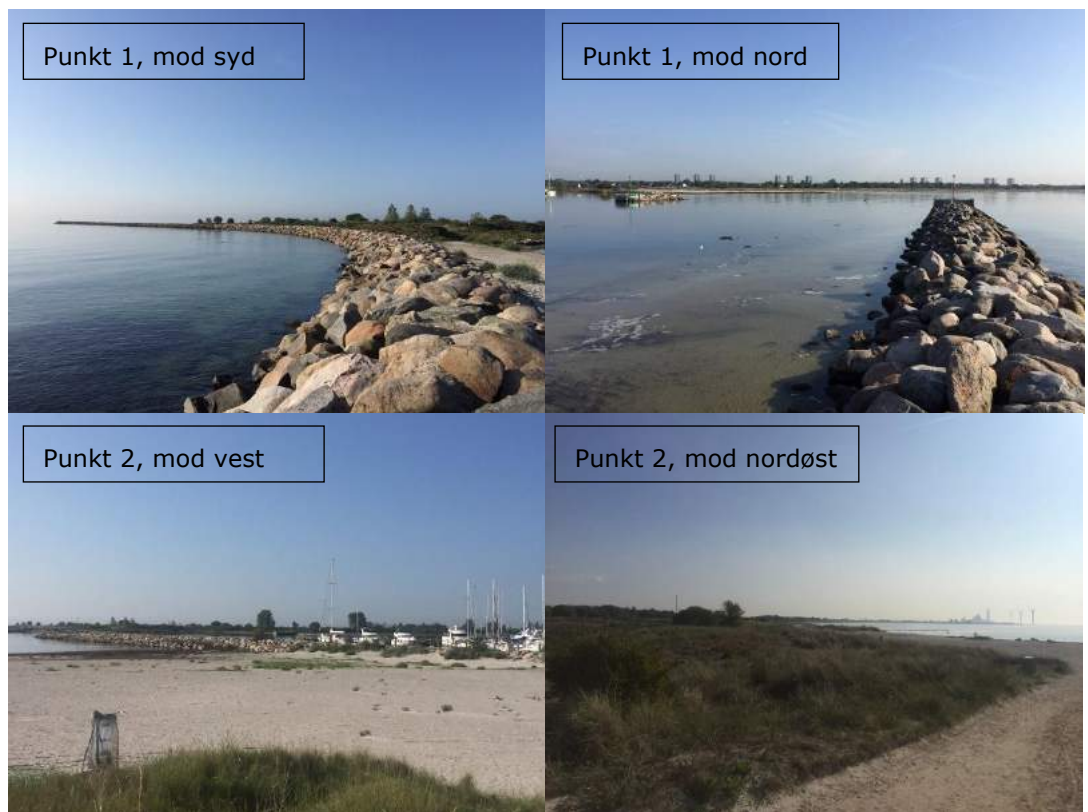 Punkt 1, mod syd
Punkt 1, mod nord
Punkt 2, mod vest
Punkt 2, mod nordøst